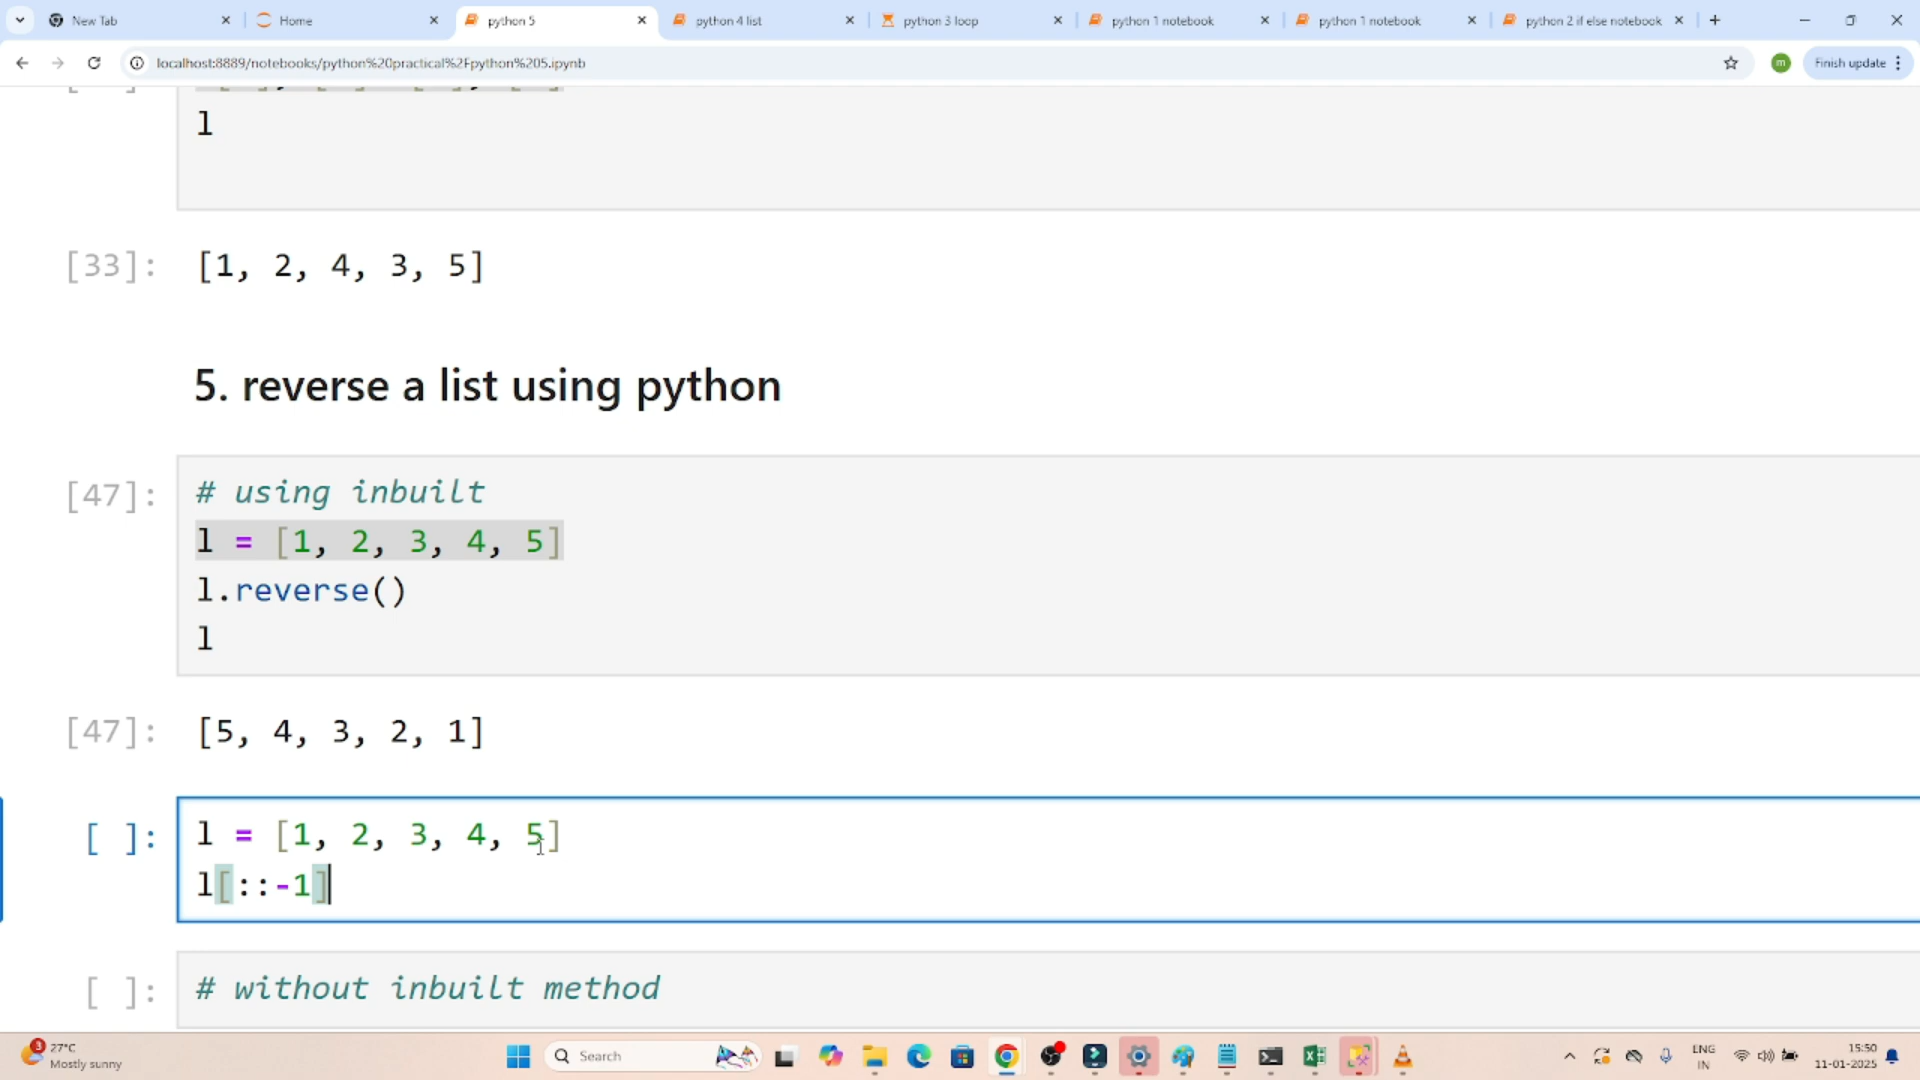 New Tab
Home
python 5
python 4 list
python 3 loop
python 1 notebook
python 1 notebook
python 2 if else notebook
localhost:8889/notebooks/python%20practical%2Fpython%205.ipynb
m
Finish update
l
[33]: [1, 2, 4, 3, 5]
5. reverse a list using python
[47]: # using inbuilt
l = [1, 2, 3, 4, 5]
l.reverse()
l
[47]: [5, 4, 3, 2, 1]
[ ]: l = [1, 2, 3, 4, 5]
l[::-1]
[ ]: # without inbuilt method
3
27°C
Mostly sunny
Search
ENG
IN
15:50
11-01-2025